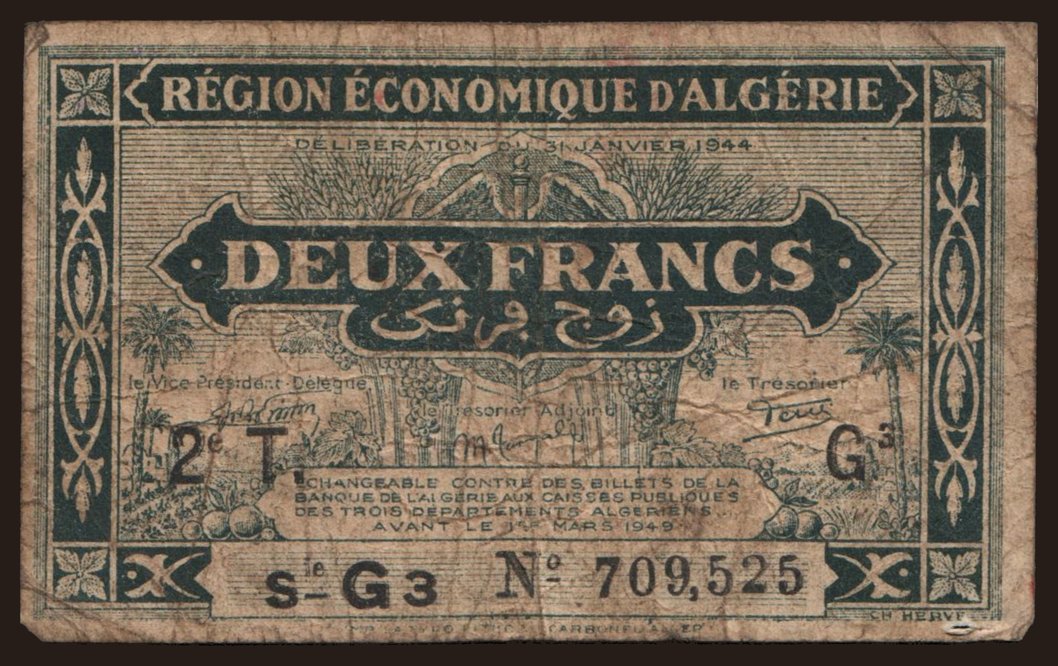 RÉGION ÉCONOMIQUE D'ALGÉRIE
DÉLIBÉRATION DU 31 JANVIER 1944
DEUX FRANCS
زوج فرنك
le Vice-Président-Délégué
le Trésorier Adjoint
le Trésorier
2e T.
G3
ÉCHANGEABLE CONTRE DES BILLETS DE LA
BANQUE DE L'ALGÉRIE AUX CAISSES PUBLIQUES
DES TROIS DÉPARTEMENTS ALGÉRIENS...
AVANT LE 1er MARS 1949
Sie G3 No 709,525
CH HERVE